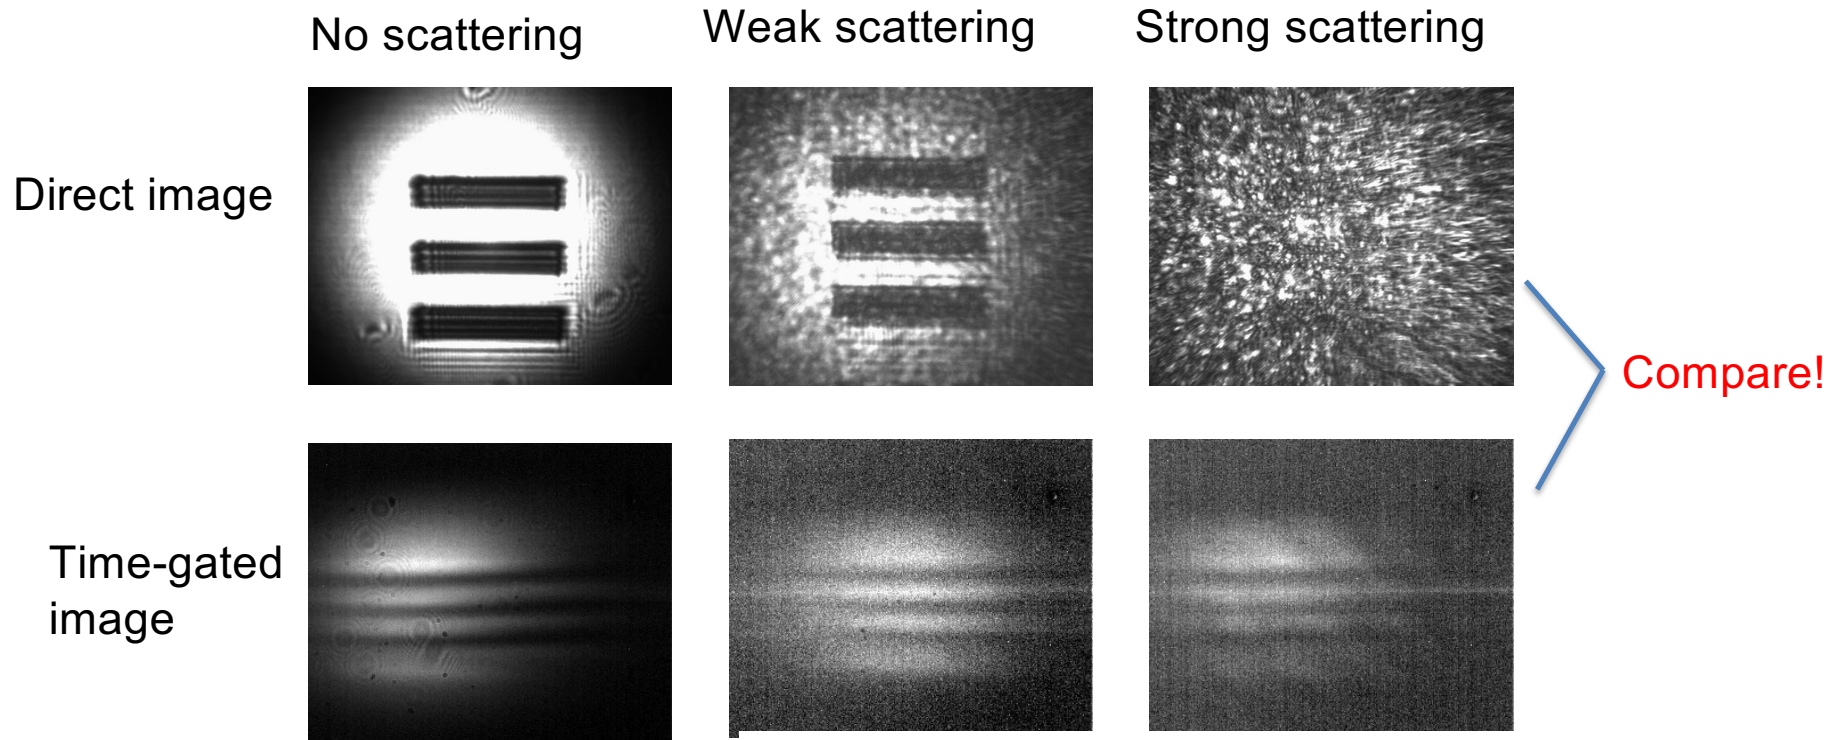 No scattering
Weak scattering
Strong scattering
Direct image
Compare!
Time-gated
image